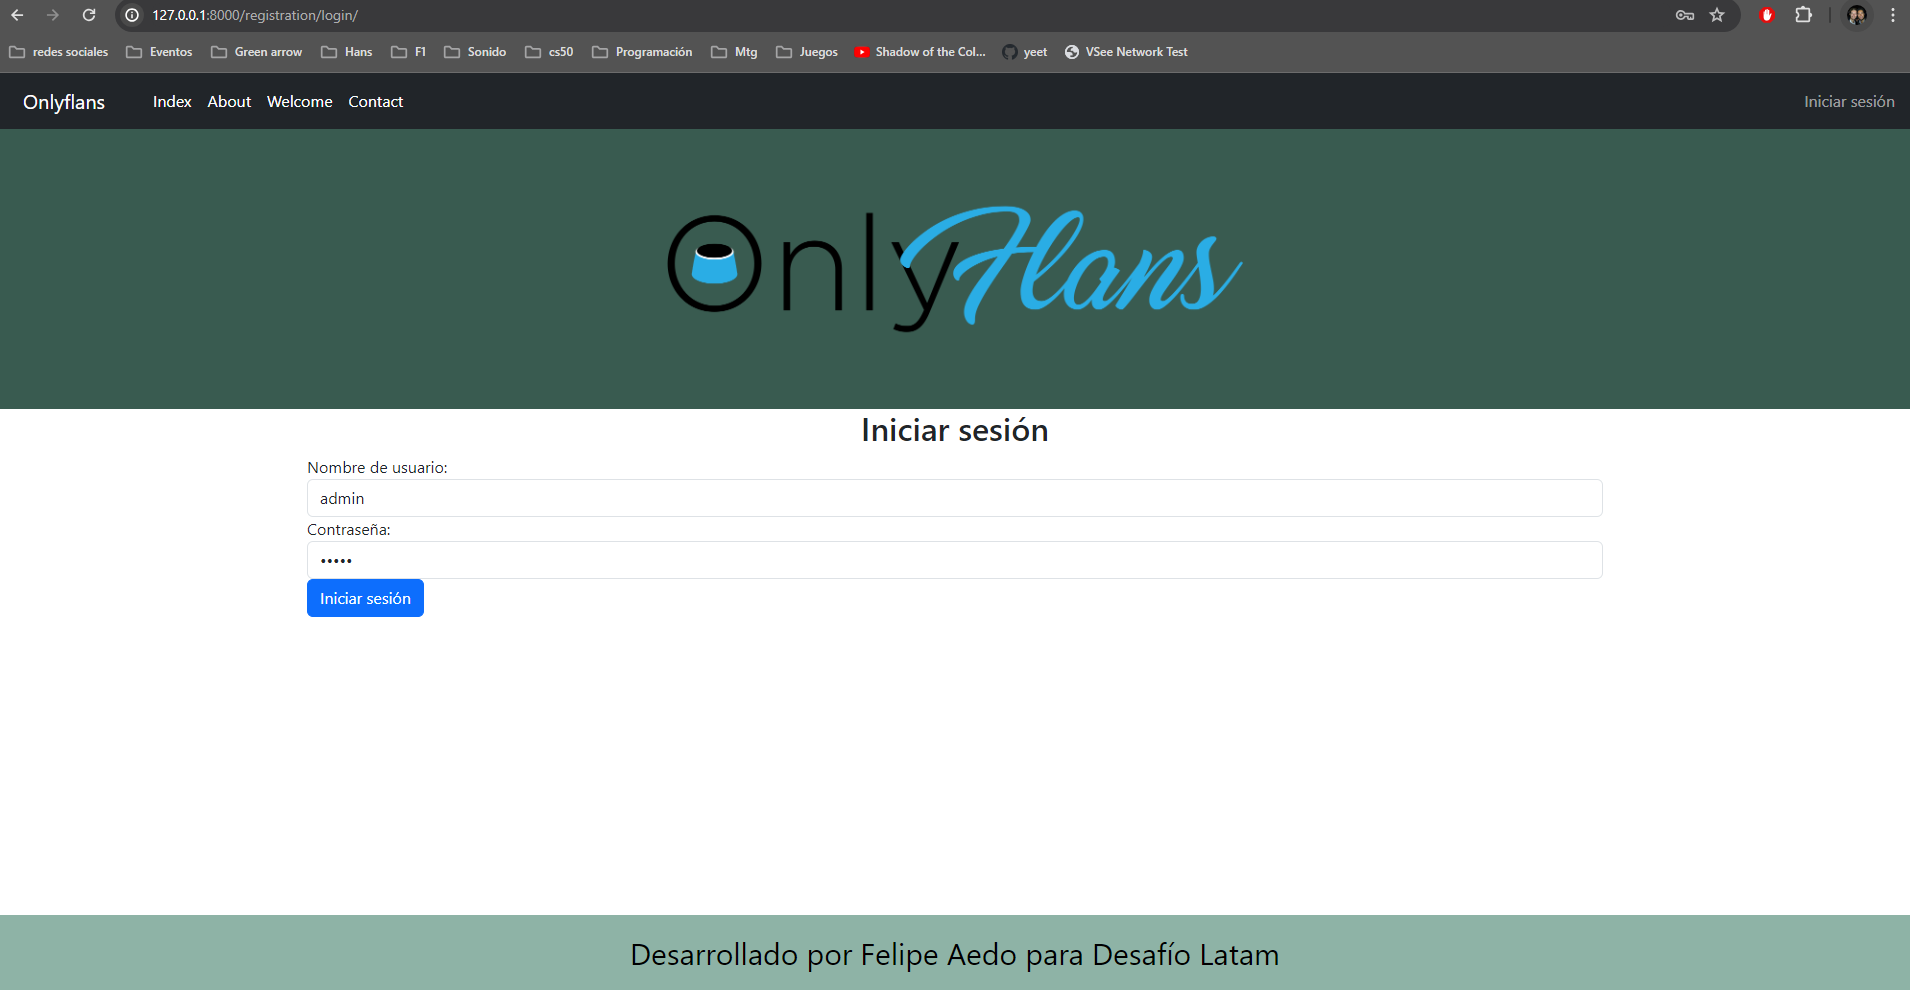 127.0.0.1:8000/registration/login/
redes sociales Eventos Green arrow Hans F1 Sonido cs50 Programación Mtg Juegos Shadow of the Col... yeet VSee Network Test
Onlyflans Index About Welcome Contact Iniciar sesión
OnlyFlans
Iniciar sesión
Nombre de usuario:
admin
Contraseña:
•••••
Iniciar sesión
Desarrollado por Felipe Aedo para Desafío Latam